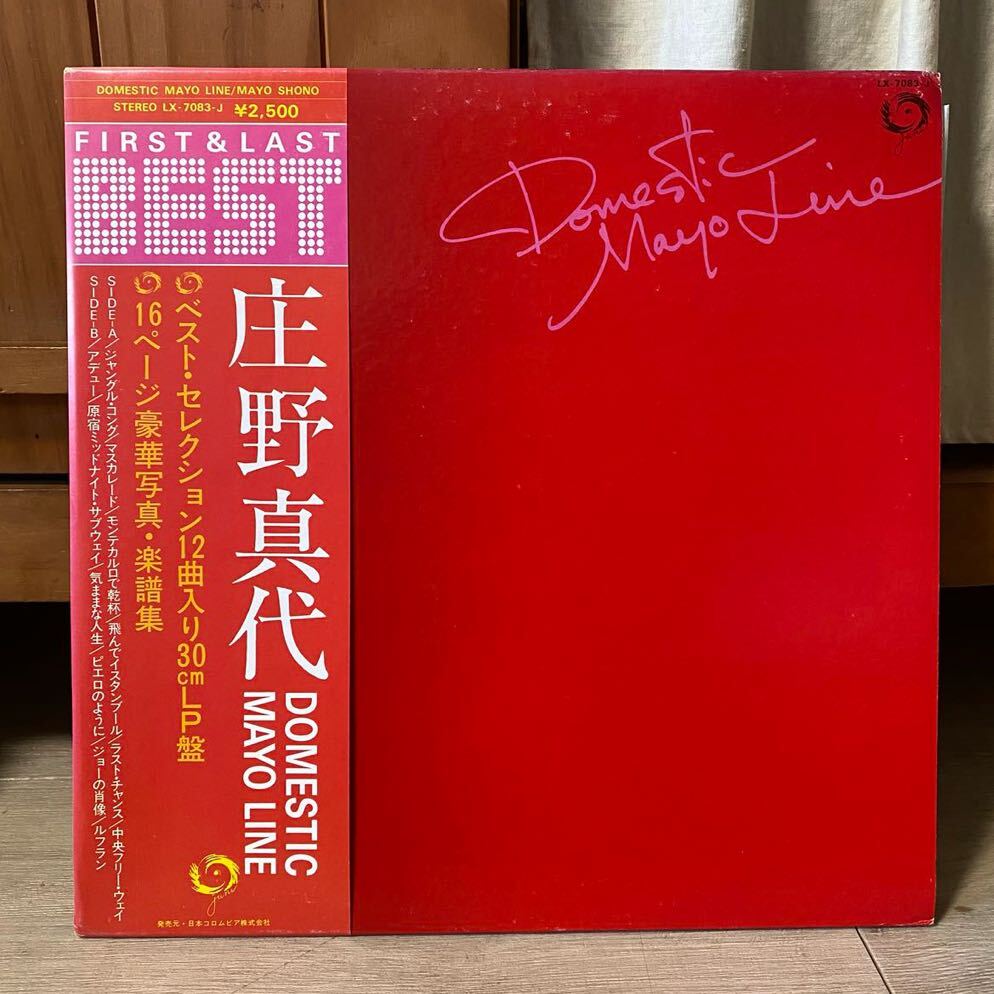 DOMESTIC MAYO LINE/MAYO SHONO
STEREO LX-7083-J ¥2,500
FIRST & LAST
BEST
庄野真代
DOMESTIC
MAYO LINE
ベスト・セレクション12曲入り30cmLP盤
16ページ豪華写真・楽譜集
SIDE-A/ジャングル・コング/マスカレード/モンテカルロで乾杯/飛んでイスタンブール/ラスト・チャンス/中央フリー・ウェイ
SIDE-B/アデュー/原宿ミッドナイト・サブウェイ/気ままな人生/ピエロのように/ジョーの肖像/ルフラン
発売元・日本コロムビア株式会社
LX-7083-J
Domestic
Mayo Line